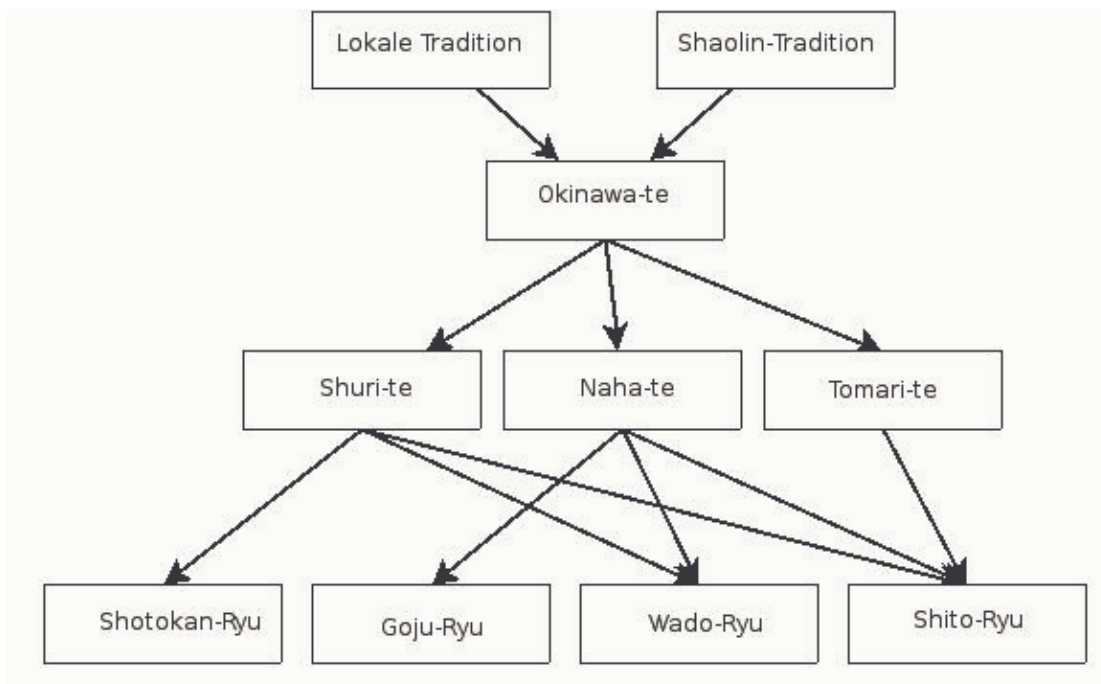 Lokale Tradition
Shaolin-Tradition
Okinawa-te
Shuri-te
Naha-te
Tomari-te
Shotokan-Ryu
Goju-Ryu
Wado-Ryu
Shito-Ryu